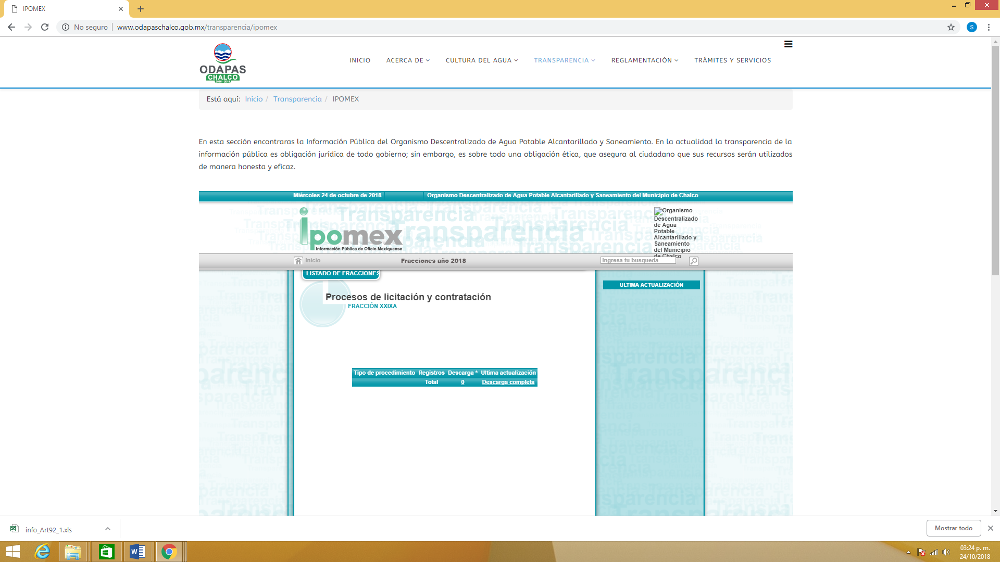 IPOMEX
No seguro
www.odapaschalco.gob.mx/transparencia/ipomex
S
ODAPAS
CHALCO
INICIO
ACERCA DE
CULTURA DEL AGUA
TRANSPARENCIA
REGLAMENTACIÓN
TRÁMITES Y SERVICIOS
Está aquí: Inicio / Transparencia / IPOMEX
En esta sección encontraras la Información Pública del Organismo Descentralizado de Agua Potable Alcantarillado y Saneamiento. En la actualidad la transparencia de la
información pública es obligación jurídica de todo gobierno; sin embargo, es sobre todo una obligación ética, que asegura al ciudadano que sus recursos serán utilizados
de manera honesta y eficaz.
Miércoles 24 de octubre de 2018
Organismo Descentralizado de Agua Potable Alcantarillado y Saneamiento del Municipio de Chalco
ipomex
Información Pública de Oficio Mexiquense
Organismo
Descentralizado
de Agua
Potable
Alcantarillado y
Saneamiento
del Municipio
de Chalco
Inicio
Fracciones año 2018
Ingresa tu busqueda
LISTADO DE FRACCIONES
ULTIMA ACTUALIZACIÓN
Procesos de licitación y contratación
FRACCIÓN XXIXA
Tipo de procedimiento Registros Descarga * Ultima actualización
Total 0 Descarga completa
info_Art92_1.xls
Mostrar todo
03:24 p. m.
24/10/2018